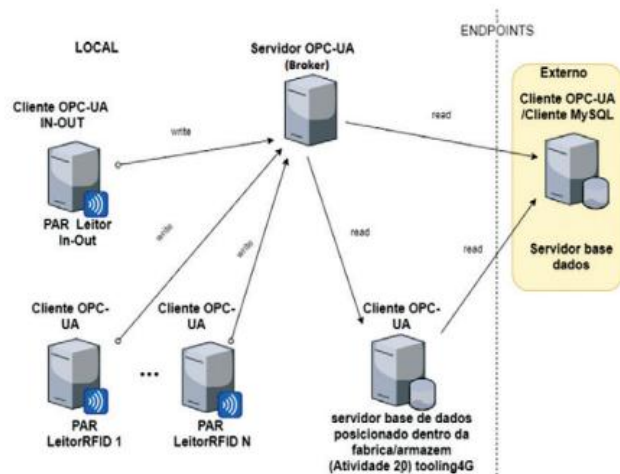 ENDPOINTS
LOCAL
Servidor OPC-UA
(Broker)
Externo
Cliente OPC-UA
/Cliente MySQL
Cliente OPC-UA
IN-OUT
write
read
PAR Leitor
In-Out
write
write
read
read
Servidor base
dados
Cliente OPC-
UA
Cliente OPC-
UA
Cliente OPC-
UA
...
PAR
LeitorRFID 1
PAR
LeitorRFID N
servidor base de dados
posicionado dentro da
fabrica/armazem
(Atividade 20) tooling4G